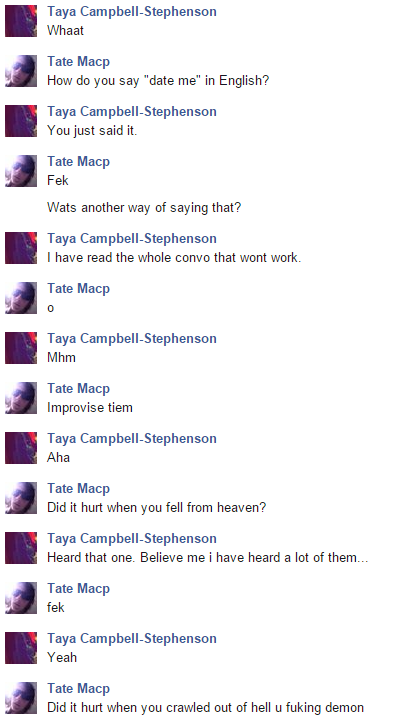 Taya Campbell-Stephenson
Whaat
Tate Macp
How do you say "date me" in English?
Taya Campbell-Stephenson
You just said it.
Tate Macp
Fek
Wats another way of saying that?
Taya Campbell-Stephenson
I have read the whole convo that wont work.
Tate Macp
o
Taya Campbell-Stephenson
Mhm
Tate Macp
Improvise tiem
Taya Campbell-Stephenson
Aha
Tate Macp
Did it hurt when you fell from heaven?
Taya Campbell-Stephenson
Heard that one. Believe me i have heard a lot of them...
Tate Macp
fek
Taya Campbell-Stephenson
Yeah
Tate Macp
Did it hurt when you crawled out of hell u fuking demon